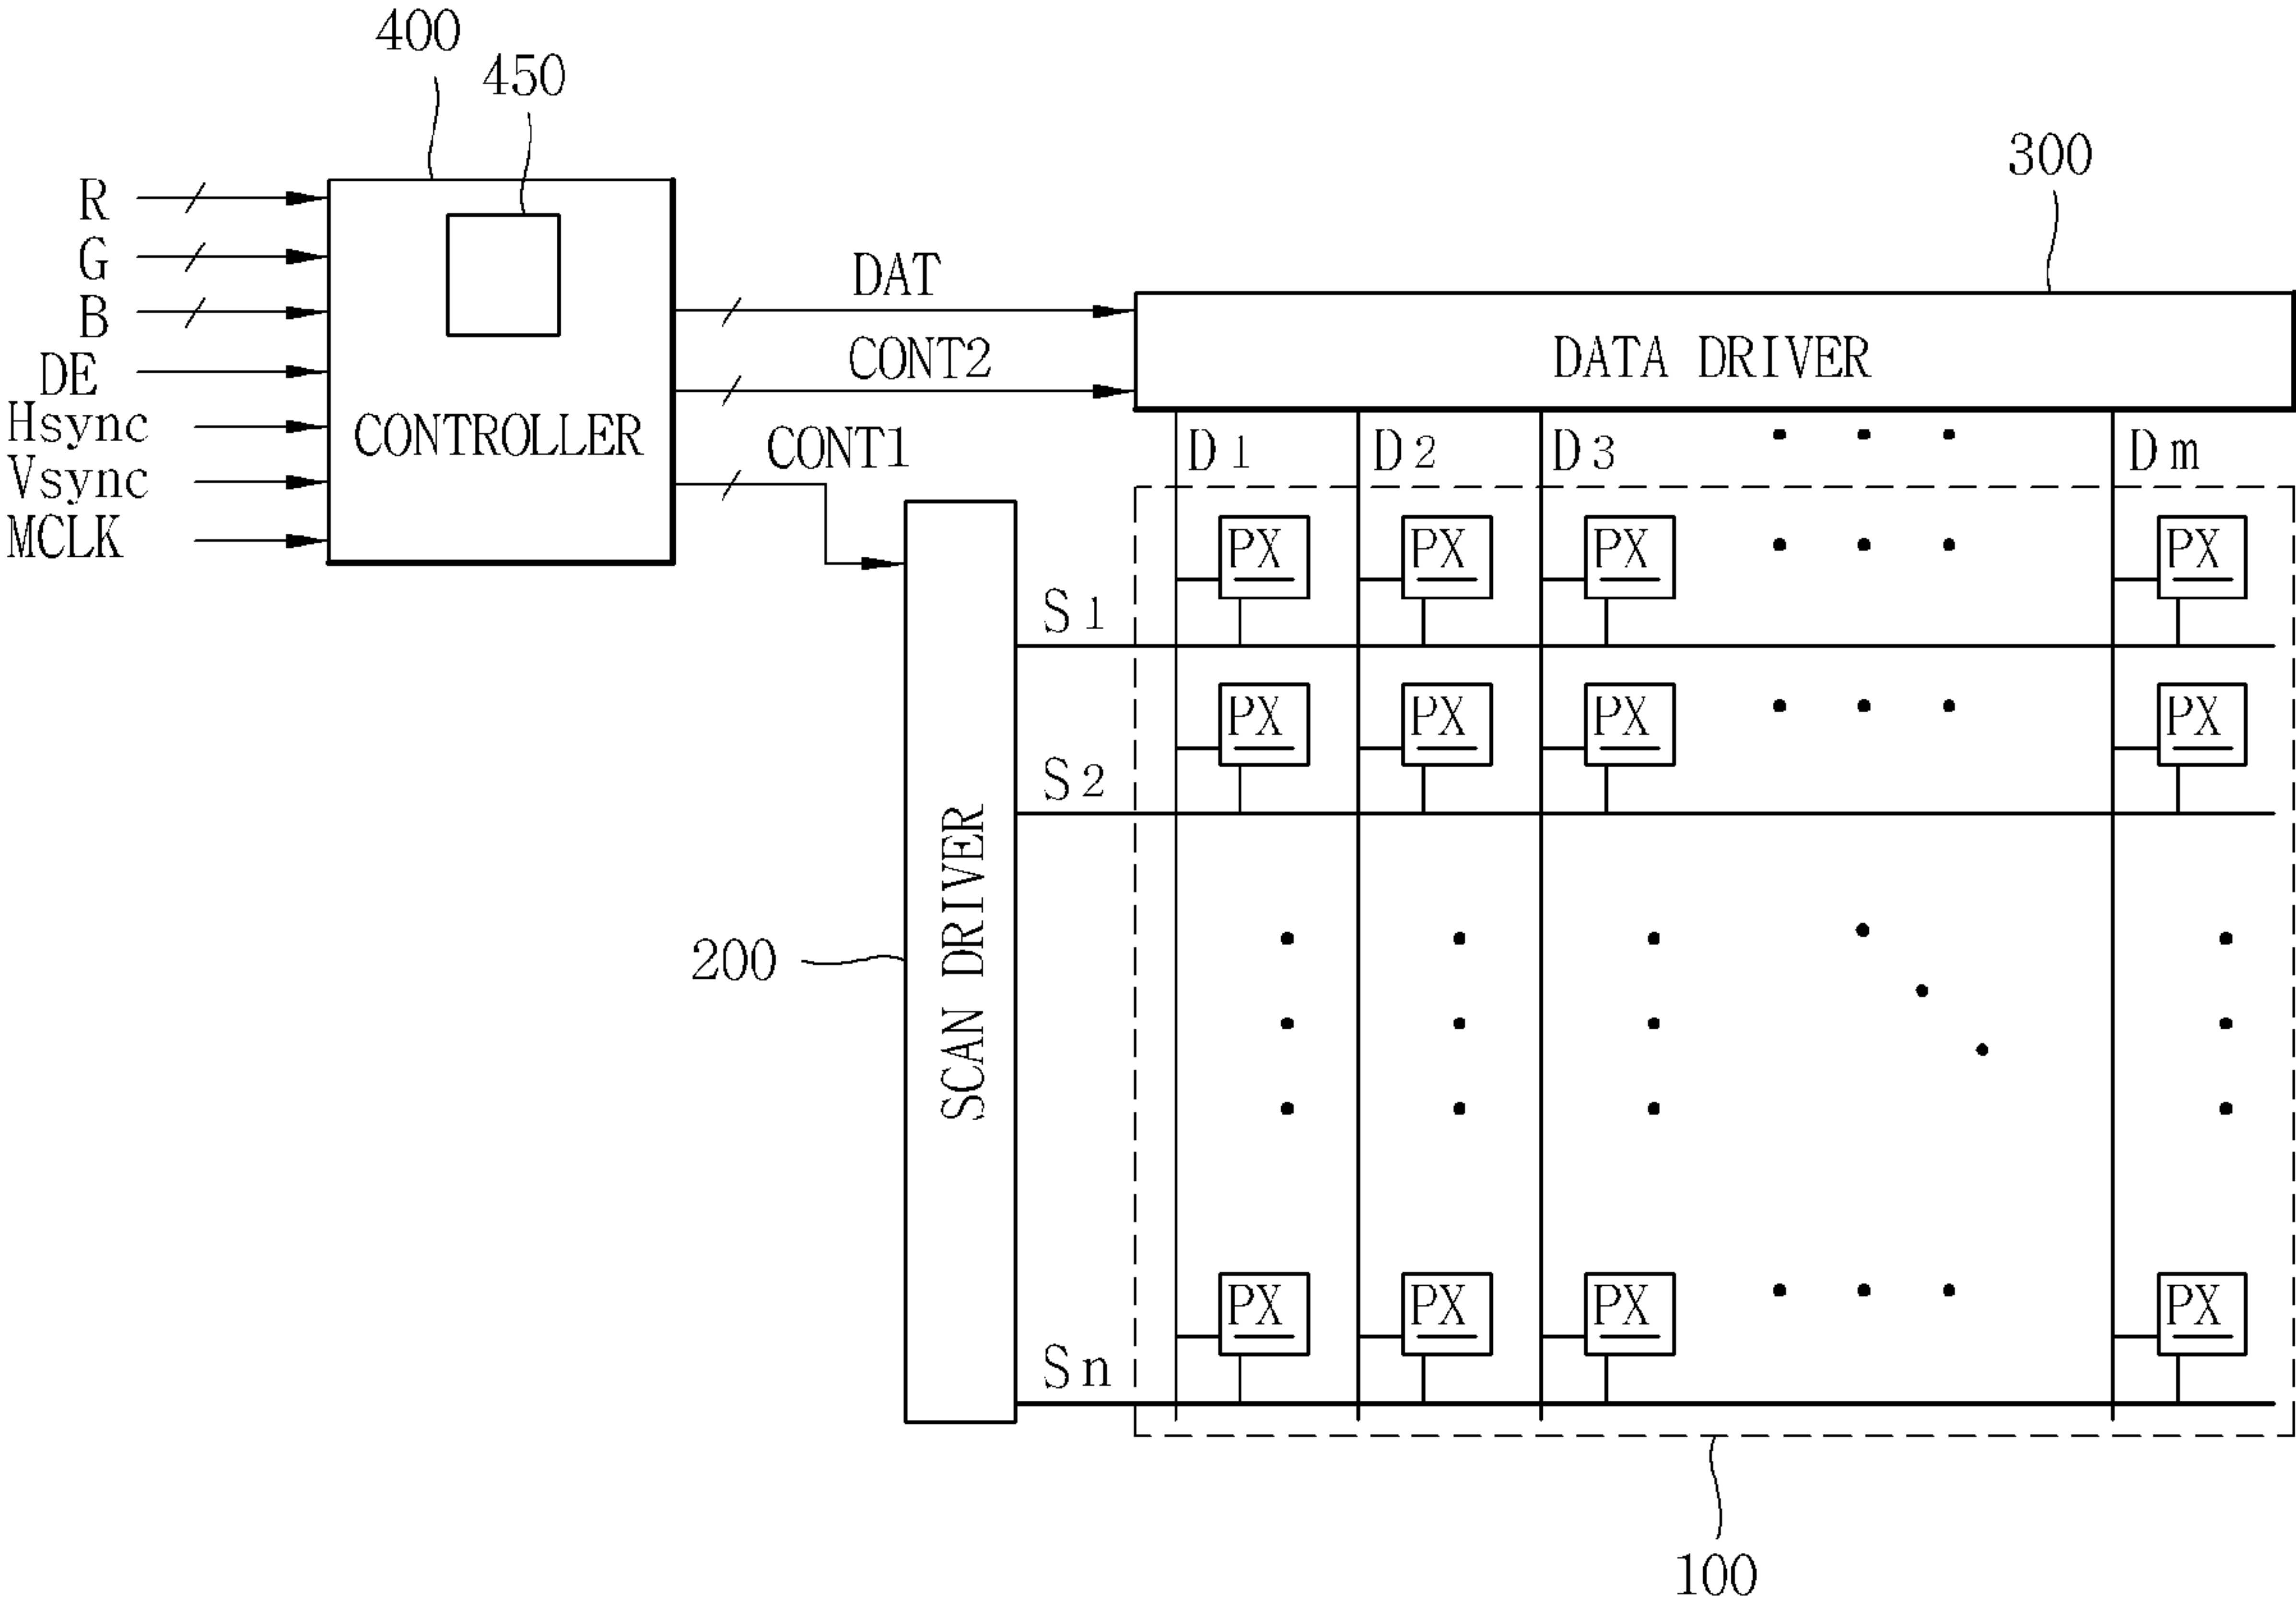 400
450
300
R
G
B
DE
Hsync
Vsync
MCLK
CONTROLLER
DAT
CONT2
CONT1
DATA DRIVER
D1 D2 D3 Dm
PX PX PX PX
S1
PX PX PX PX
S2
SCAN DRIVER
200
PX PX PX PX
Sn
100